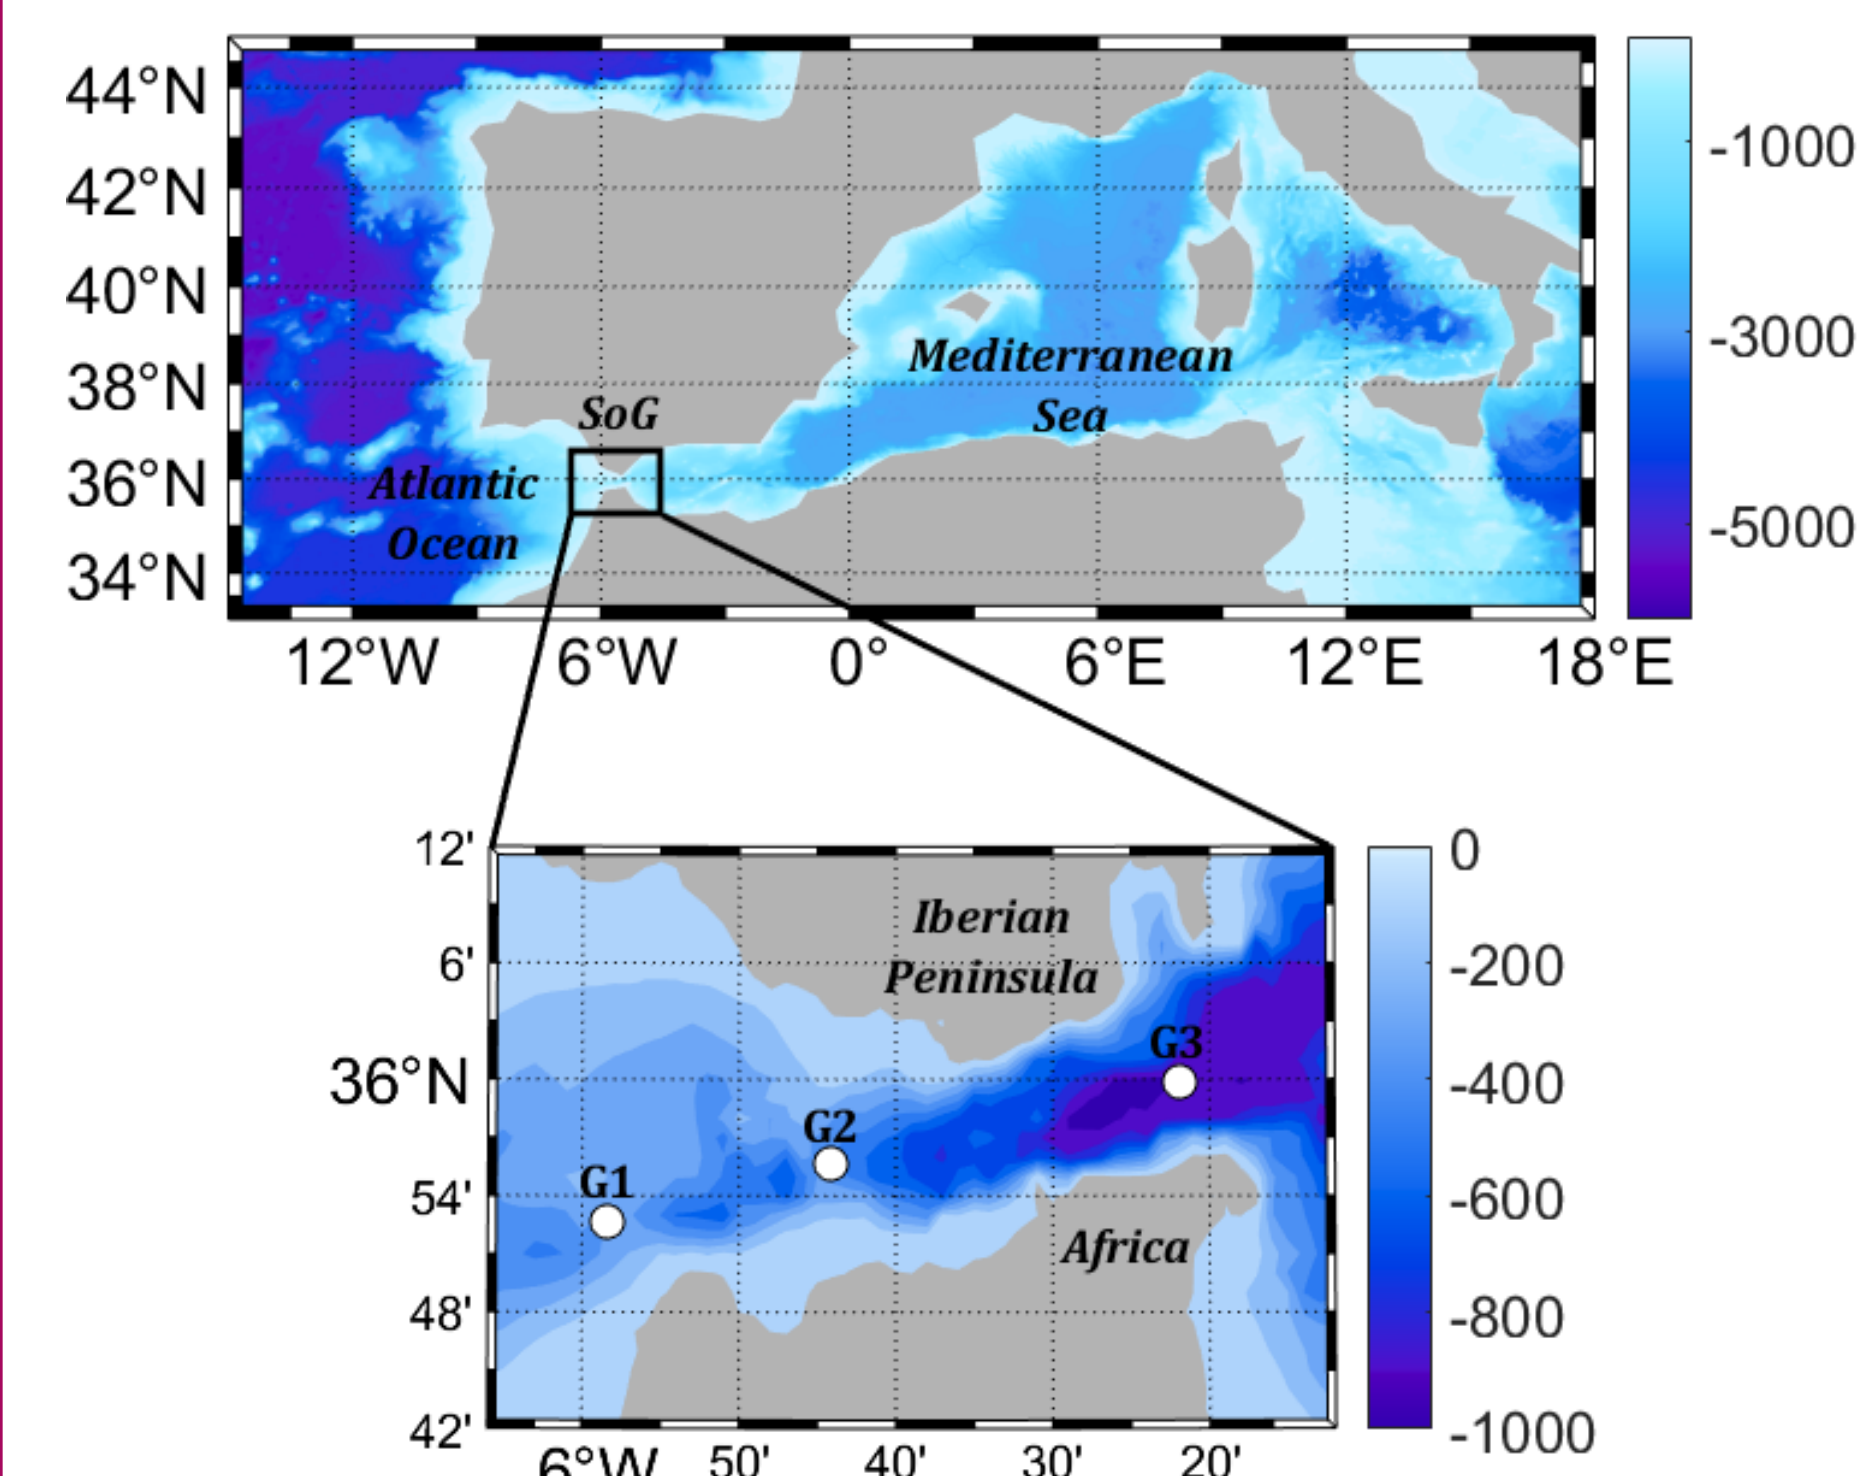 44°N
42°N
40°N
38°N
36°N
34°N
12°W 6°W 0° 6°E 12°E 18°E
-1000
-3000
-5000
Mediterranean
Sea
SoG
Atlantic
Ocean
12'
6'
36°N
54'
48'
42'
6°W 50' 40' 30' 20'
Iberian
Peninsula
G3
G2
G1
Africa
0
-200
-400
-600
-800
-1000